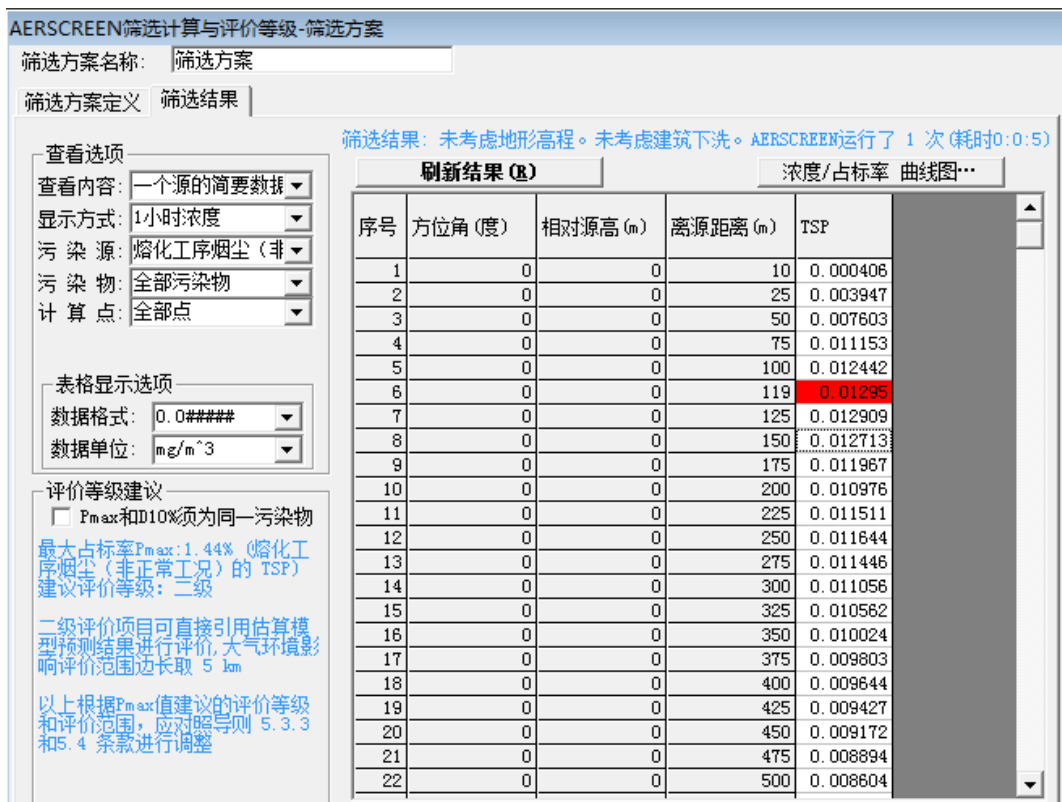 AERSCREEN筛选计算与评价等级-筛选方案
筛选方案名称: 筛选方案
筛选方案定义 筛选结果
筛选结果: 未考虑地形高程。未考虑建筑下洗。AERSCREEN运行了 1 次(耗时0:0:5)
查看选项
查看内容: 一个源的简要数据
显示方式: 1小时浓度
污 染 源: 熔化工序烟尘（非
污 染 物: 全部污染物
计 算 点: 全部点
表格显示选项
数据格式: 0.0#####
数据单位: mg/m^3
评价等级建议
Pmax和D10%须为同一污染物
最大占标率Pmax:1.44% (熔化工
序烟尘（非正常工况）的 TSP)
建议评价等级: 二级
二级评价项目可直接引用估算模
型预测结果进行评价,大气环境影
响评价范围边长取 5 km
以上根据Pmax值建议的评价等级
和评价范围，应对照导则 5.3.3
和5.4 条款进行调整
刷新结果(R) 浓度/占标率 曲线图…
序号 方位角(度) 相对源高(m) 离源距离(m) TSP
1 0 0 10 0.000406
2 0 0 25 0.003947
3 0 0 50 0.007603
4 0 0 75 0.011153
5 0 0 100 0.012442
6 0 0 119 0.01295
7 0 0 125 0.012909
8 0 0 150 0.012713
9 0 0 175 0.011967
10 0 0 200 0.010976
11 0 0 225 0.011511
12 0 0 250 0.011644
13 0 0 275 0.011446
14 0 0 300 0.011056
15 0 0 325 0.010562
16 0 0 350 0.010024
17 0 0 375 0.009803
18 0 0 400 0.009644
19 0 0 425 0.009427
20 0 0 450 0.009172
21 0 0 475 0.008894
22 0 0 500 0.008604